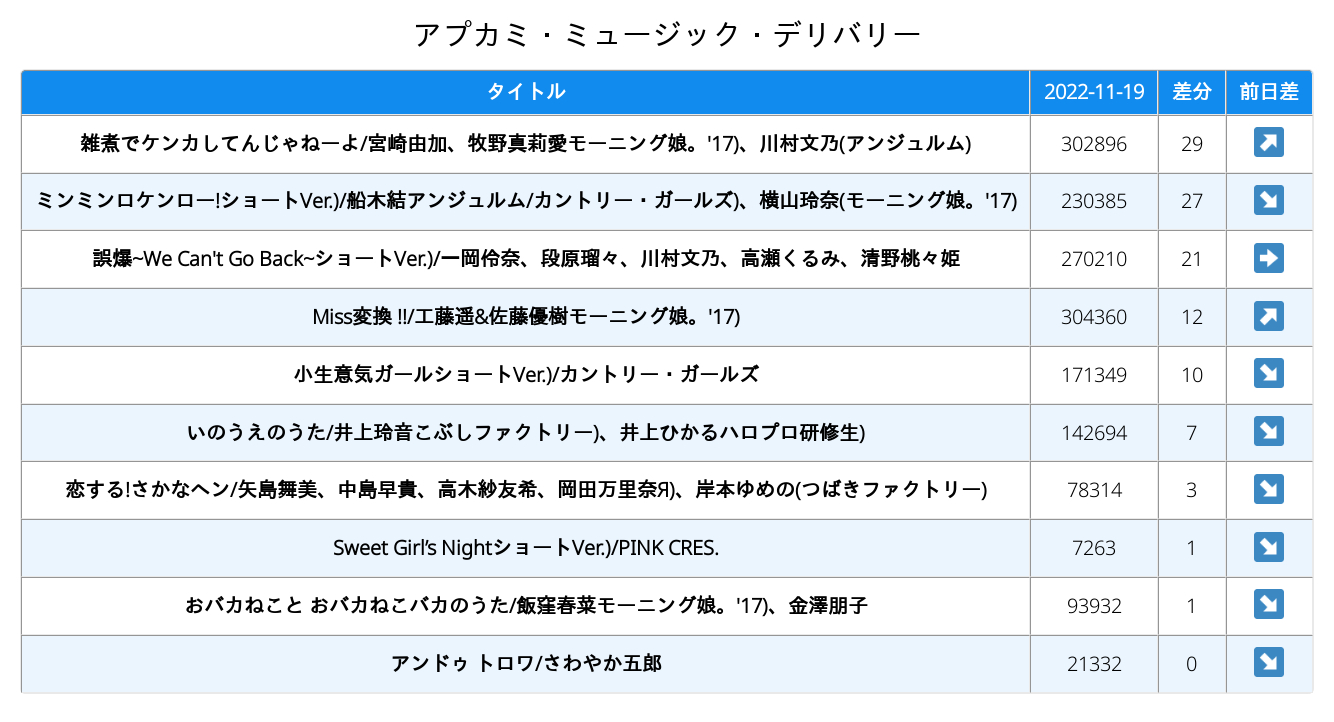 アプカミ・ミュージック・デリバリー
タイトル 2022-11-19 差分 前日差
雑煮でケンカしてんじゃねーよ/宮崎由加、牧野真莉愛モーニング娘。'17)、川村文乃(アンジュルム) 302896 29
ミンミンロケンロー!ショートVer.)/船木結アンジュルム/カントリー・ガールズ)、横山玲奈(モーニング娘。'17) 230385 27
誤爆~We Can't Go Back~ショートVer.)/一岡伶奈、段原瑠々、川村文乃、高瀬くるみ、清野桃々姫 270210 21
Miss変換 !!/工藤遥&佐藤優樹モーニング娘。'17) 304360 12
小生意気ガールショートVer.)/カントリー・ガールズ 171349 10
いのうえのうた/井上玲音こぶしファクトリー)、井上ひかるハロプロ研修生) 142694 7
恋する!さかなヘン/矢島舞美、中島早貴、高木紗友希、岡田万里奈Я)、岸本ゆめの(つばきファクトリー) 78314 3
Sweet Girl’s NightショートVer.)/PINK CRES. 7263 1
おバカねこと おバカねこバカのうた/飯窪春菜モーニング娘。'17)、金澤朋子 93932 1
アンドゥ トロワ/さわやか五郎 21332 0